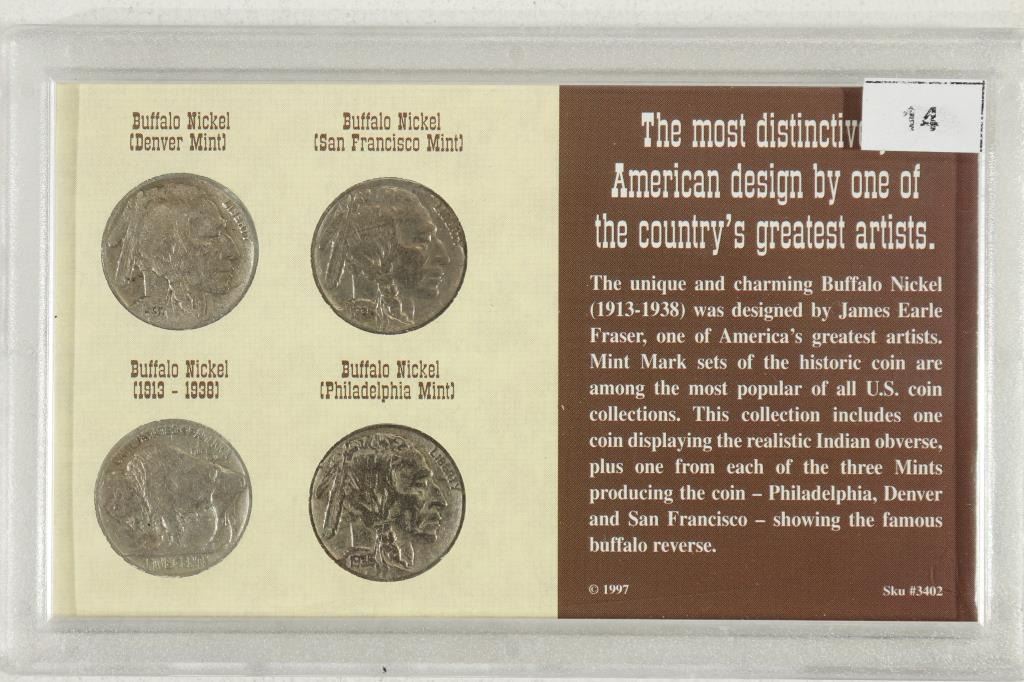 Buffalo Nickel
(Denver Mint)
Buffalo Nickel
(San Francisco Mint)
LIBERTY
Buffalo Nickel
(1913 - 1938)
Buffalo Nickel
(Philadelphia Mint)
LIBERTY
FIVE CENTS
The most distinctive
American design by one of
the country's greatest artists.
The unique and charming Buffalo Nickel
(1913-1938) was designed by James Earle
Fraser, one of America's greatest artists.
Mint Mark sets of the historic coin are
among the most popular of all U.S. coin
collections. This collection includes one
coin displaying the realistic Indian obverse,
plus one from each of the three Mints
producing the coin – Philadelphia, Denver
and San Francisco – showing the famous
buffalo reverse.
© 1997
Sku #3402
14